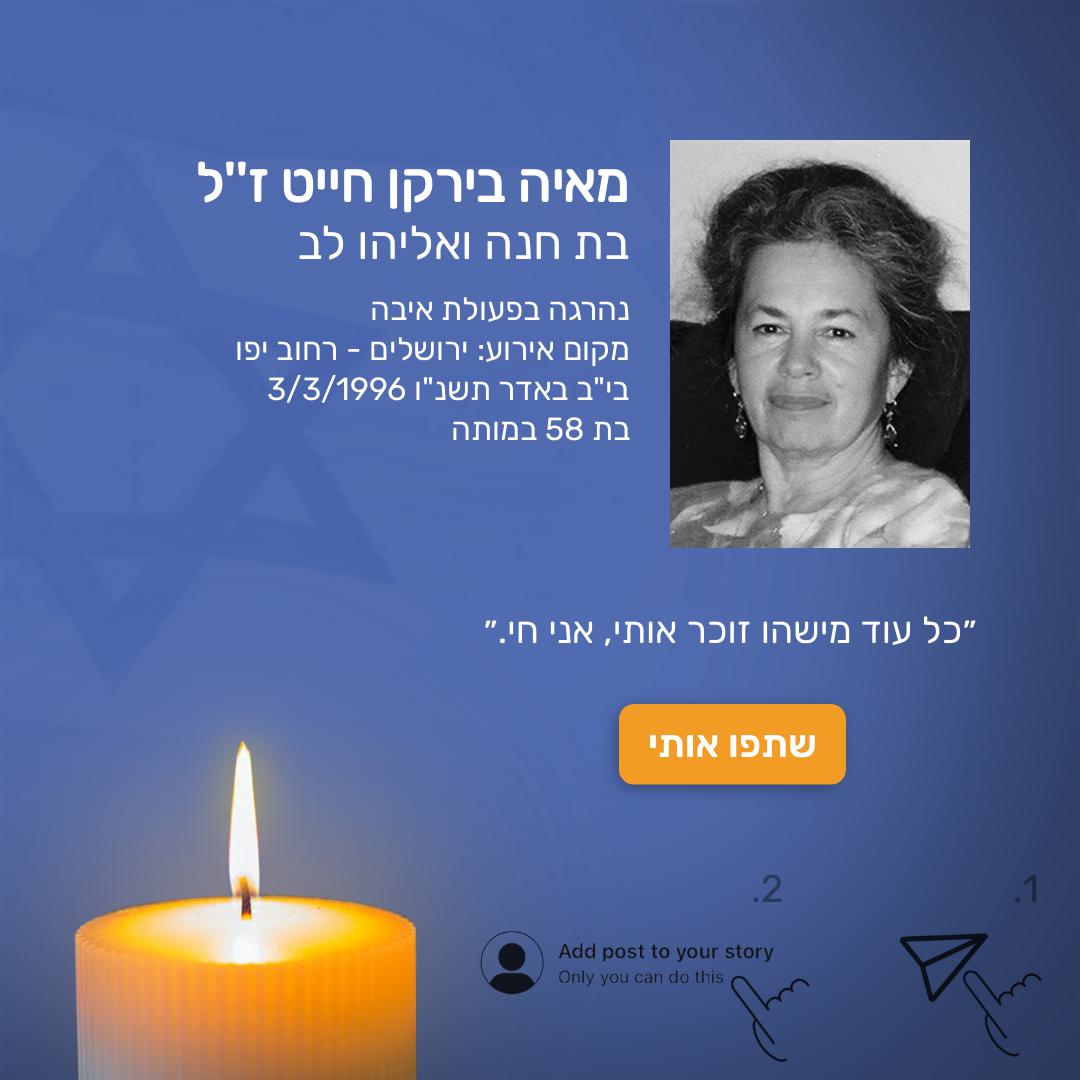 מאיה בירקן חייט ז"ל
בת חנה ואליהו לב
נהרגה בפעולת איבה
מקום אירוע: ירושלים - רחוב יפו
בי"ב באדר תשנ"ו 3/3/1996
בת 58 במותה
״כל עוד מישהו זוכר אותי, אני חי.״
שתפו אותי
1.
2.
Add post to your story
Only you can do this